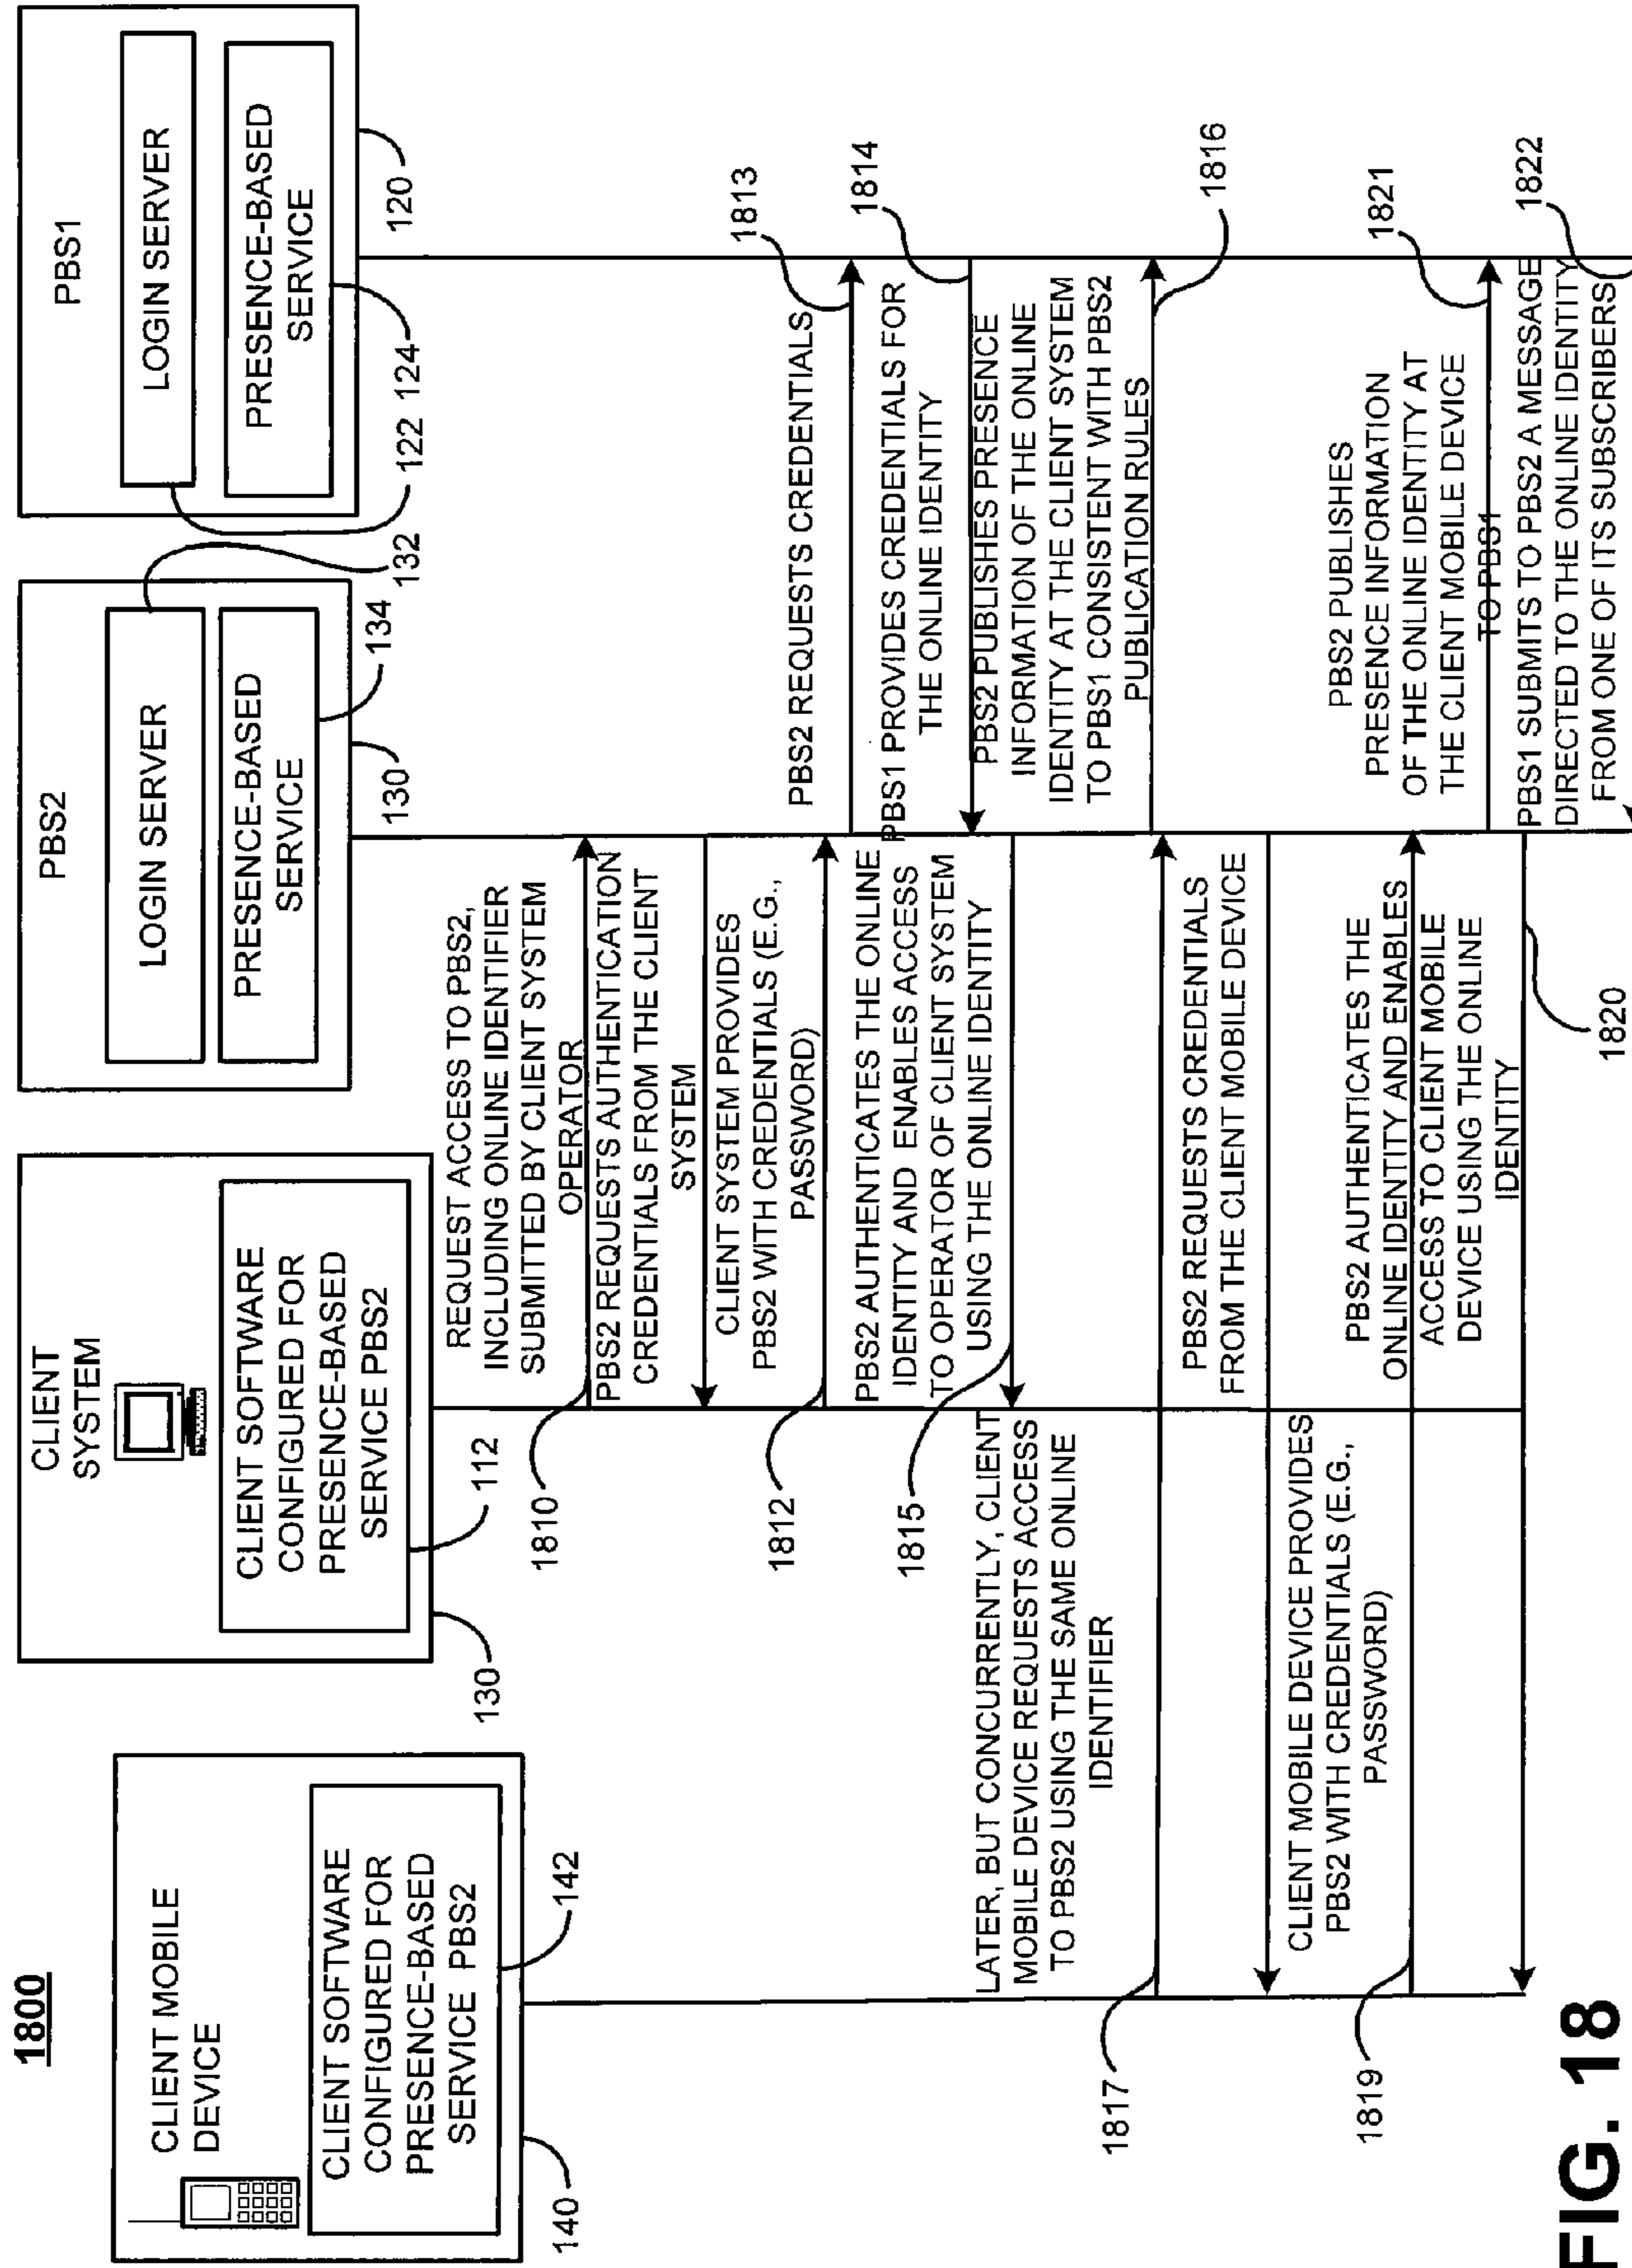 1800
CLIENT MOBILE
DEVICE
CLIENT SOFTWARE
CONFIGURED FOR
PRESENCE-BASED
SERVICE PBS2
142
140
CLIENT
SYSTEM
CLIENT SOFTWARE
CONFIGURED FOR
PRESENCE-BASED
SERVICE PBS2
112
130
PBS2
LOGIN SERVER
PRESENCE-BASED
SERVICE
132
134
130
PBS1
LOGIN SERVER
PRESENCE-BASED
SERVICE
122
124
120
REQUEST ACCESS TO PBS2,
INCLUDING ONLINE IDENTIFIER
SUBMITTED BY CLIENT SYSTEM
OPERATOR
1810
PBS2 REQUESTS AUTHENTICATION
CREDENTIALS FROM THE CLIENT
SYSTEM
CLIENT SYSTEM PROVIDES
PBS2 WITH CREDENTIALS (E.G.,
PASSWORD)
1812
PBS2 REQUESTS CREDENTIALS
1813
PBS1 PROVIDES CREDENTIALS FOR
THE ONLINE IDENTITY
1814
PBS2 AUTHENTICATES THE ONLINE
IDENTITY AND ENABLES ACCESS
TO OPERATOR OF CLIENT SYSTEM
USING THE ONLINE IDENTITY
1815
PBS2 PUBLISHES PRESENCE
INFORMATION OF THE ONLINE
IDENTITY AT THE CLIENT SYSTEM
TO PBS1 CONSISTENT WITH PBS2
PUBLICATION RULES
1816
LATER, BUT CONCURRENTLY, CLIENT
MOBILE DEVICE REQUESTS ACCESS
TO PBS2 USING THE SAME ONLINE
IDENTIFIER
1817
PBS2 REQUESTS CREDENTIALS
FROM THE CLIENT MOBILE DEVICE
CLIENT MOBILE DEVICE PROVIDES
PBS2 WITH CREDENTIALS (E.G.,
PASSWORD)
1819
PBS2 AUTHENTICATES THE
ONLINE IDENTITY AND ENABLES
ACCESS TO CLIENT MOBILE
DEVICE USING THE ONLINE
IDENTITY
1820
PBS2 PUBLISHES
PRESENCE INFORMATION
OF THE ONLINE IDENTITY AT
THE CLIENT MOBILE DEVICE
TO PBS1
1821
PBS1 SUBMITS TO PBS2 A MESSAGE
DIRECTED TO THE ONLINE IDENTITY
FROM ONE OF ITS SUBSCRIBERS
1822
FIG. 18